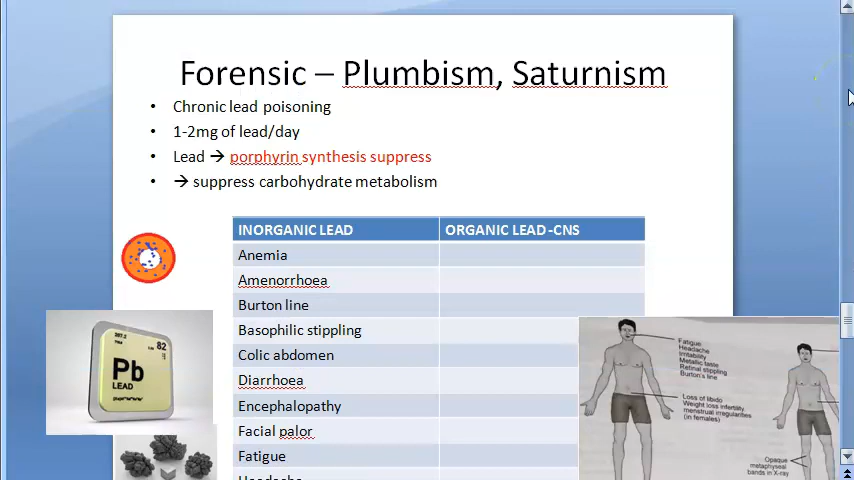 Forensic – Plumbism, Saturnism
• Chronic lead poisoning
• 1-2mg of lead/day
• Lead → porphyrin synthesis suppress
• → suppress carbohydrate metabolism
INORGANIC LEAD ORGANIC LEAD -CNS
Anemia
Amenorrhoea
Burton line
Basophilic stippling
Colic abdomen
Diarrhoea
Encephalopathy
Facial palor
Fatigue
Headache
82
Pb
LEAD
Fatigue
Headache
Irritability
Metallic taste
Retinal stippling
Burton's line
Loss of libido
Weight loss infertility,
menstrual irregularities
(in females)
Opaque
metaphyseal
bands in X-ray